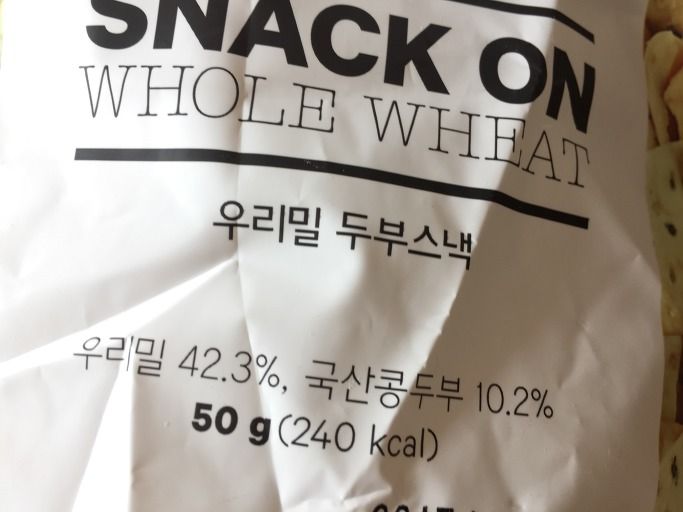 SNACK ON
WHOLE WHEAT
우리밀 두부스낵
우리밀 42.3%, 국산콩두부 10.2%
50 g(240 kcal)